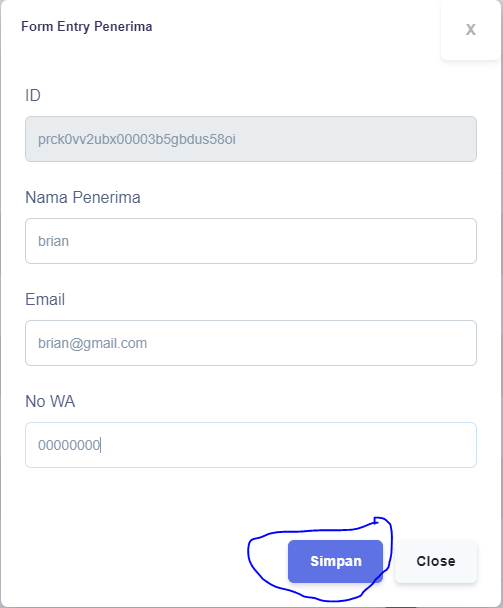 Form Entry Penerima
X
ID
prck0vv2ubx00003b5gbdus58oi
Nama Penerima
brian
Email
brian@gmail.com
No WA
00000000
Simpan
Close